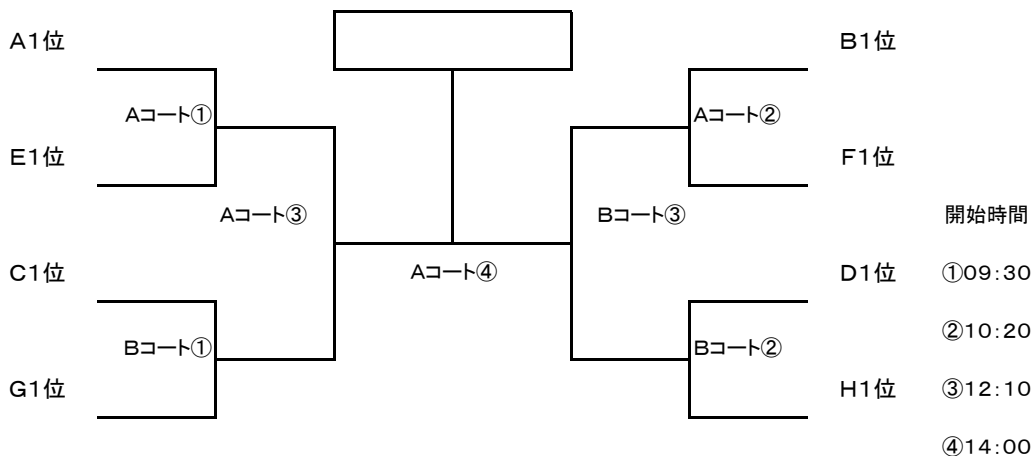 A1位
B1位
Aコート①
Aコート②
E1位
F1位
Aコート③
Bコート③
開始時間
Aコート④
C1位
D1位
①09:30
②10:20
Bコート①
Bコート②
G1位
H1位
③12:10
④14:00